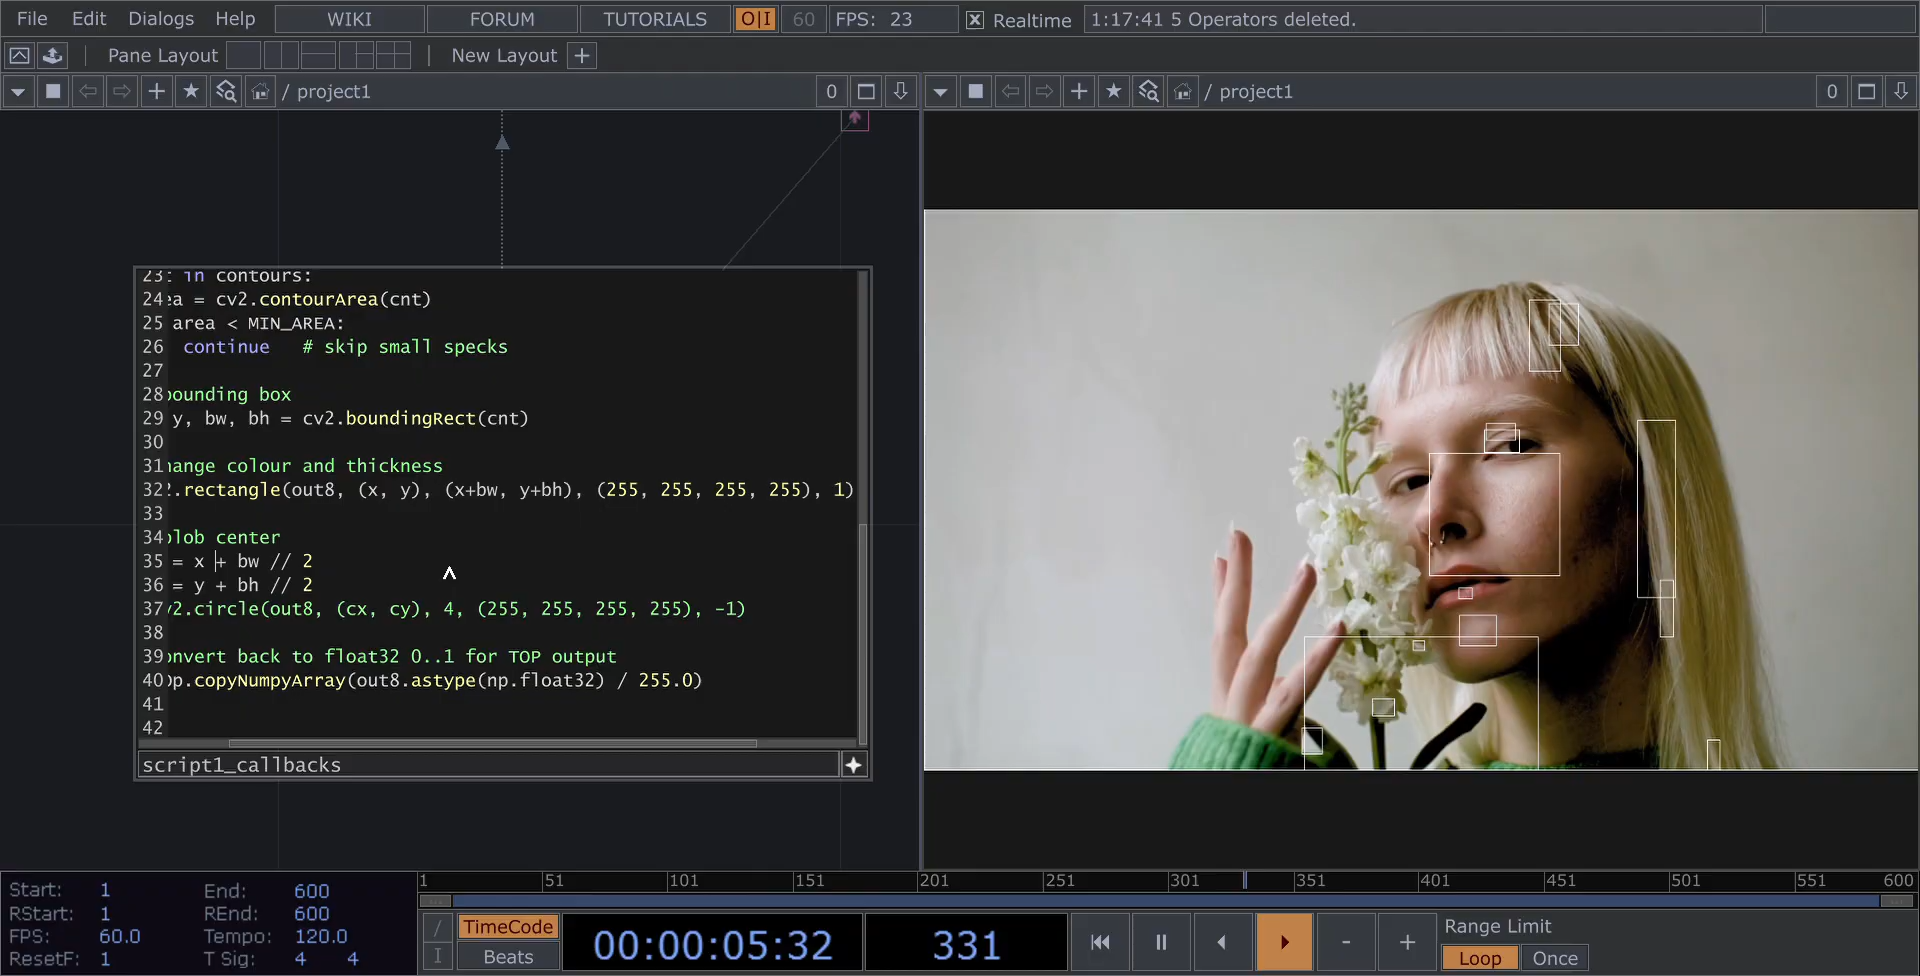 File Edit Dialogs Help WIKI FORUM TUTORIALS O|I 60 FPS: 23 Realtime 1:17:41 5 Operators deleted.
Pane Layout New Layout +
/ project1 0
/ project1 0
23 : in contours:
24 ea = cv2.contourArea(cnt)
25 area < MIN_AREA:
26 continue # skip small specks
27
28 bounding box
29 y, bw, bh = cv2.boundingRect(cnt)
30
31 hange colour and thickness
32 2.rectangle(out8, (x, y), (x+bw, y+bh), (255, 255, 255, 255), 1)
33
34 blob center
35 = x + bw // 2
36 = y + bh // 2
37 v2.circle(out8, (cx, cy), 4, (255, 255, 255, 255), -1)
38
39 onvert back to float32 0..1 for TOP output
40 op.copyNumpyArray(out8.astype(np.float32) / 255.0)
41
42
script1_callbacks
Start: 1 End: 600
RStart: 1 REnd: 600
FPS: 60.0 Tempo: 120.0
ResetF: 1 T Sig: 4 4
1 51 101 151 201 251 301 351 401 451 501 551 600
/ TimeCode 00:00:05:32 331 - + Range Limit
I Beats Loop Once